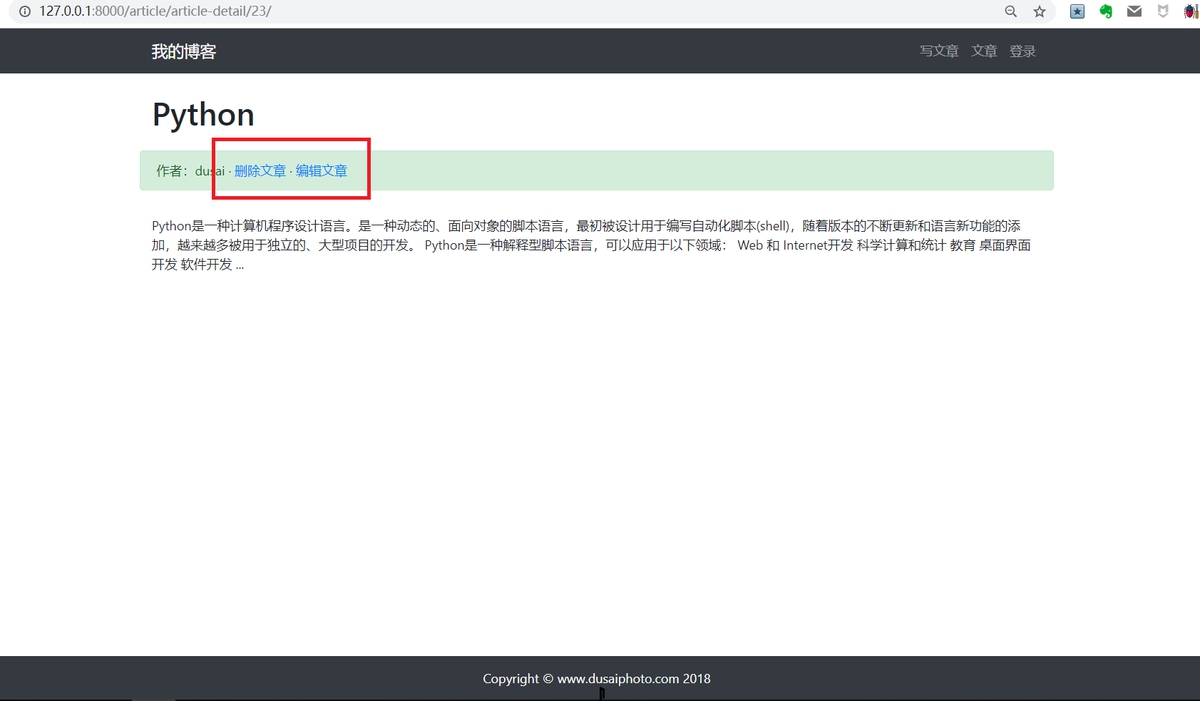 127.0.0.1:8000/article/article-detail/23/
我的博客
写文章 文章 登录
Python
作者：dusai · 删除文章 · 编辑文章
Python是一种计算机程序设计语言。是一种动态的、面向对象的脚本语言，最初被设计用于编写自动化脚本(shell)，随着版本的不断更新和语言新功能的添
加，越来越多被用于独立的、大型项目的开发。 Python是一种解释型脚本语言，可以应用于以下领域： Web 和 Internet开发 科学计算和统计 教育 桌面界面
开发 软件开发 ...
Copyright © www.dusaiphoto.com 2018